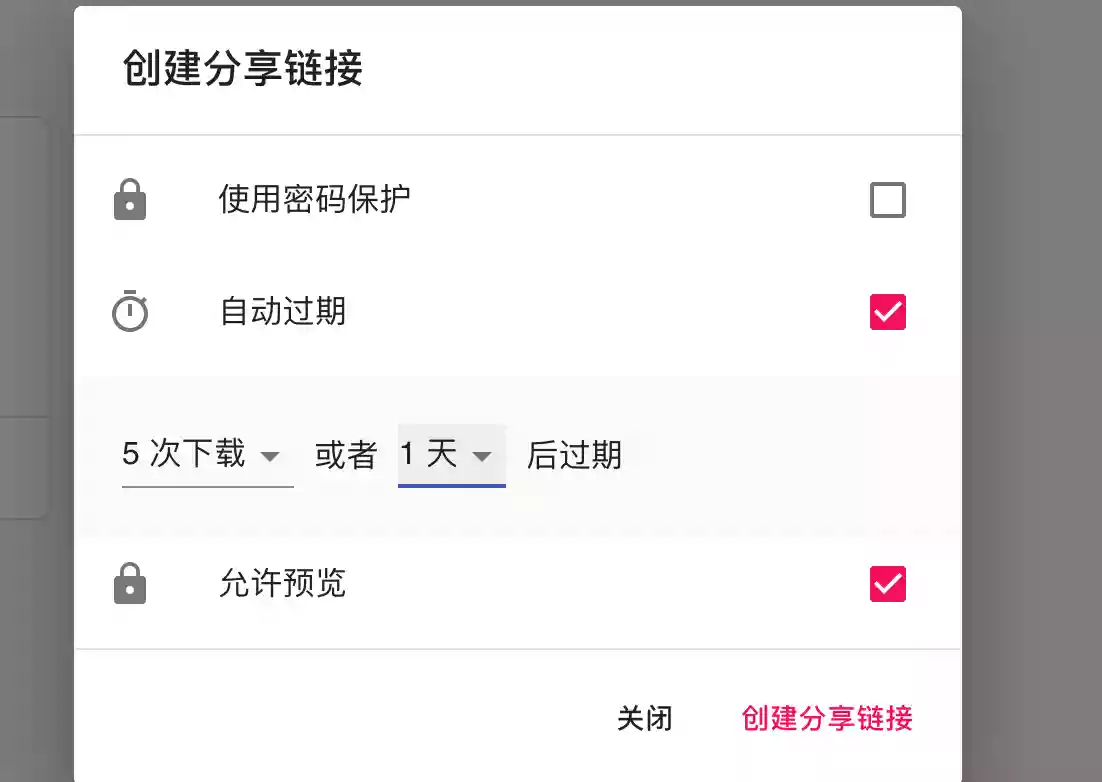 创建分享链接
使用密码保护
自动过期
5 次下载 或者 1 天 后过期
允许预览
关闭 创建分享链接